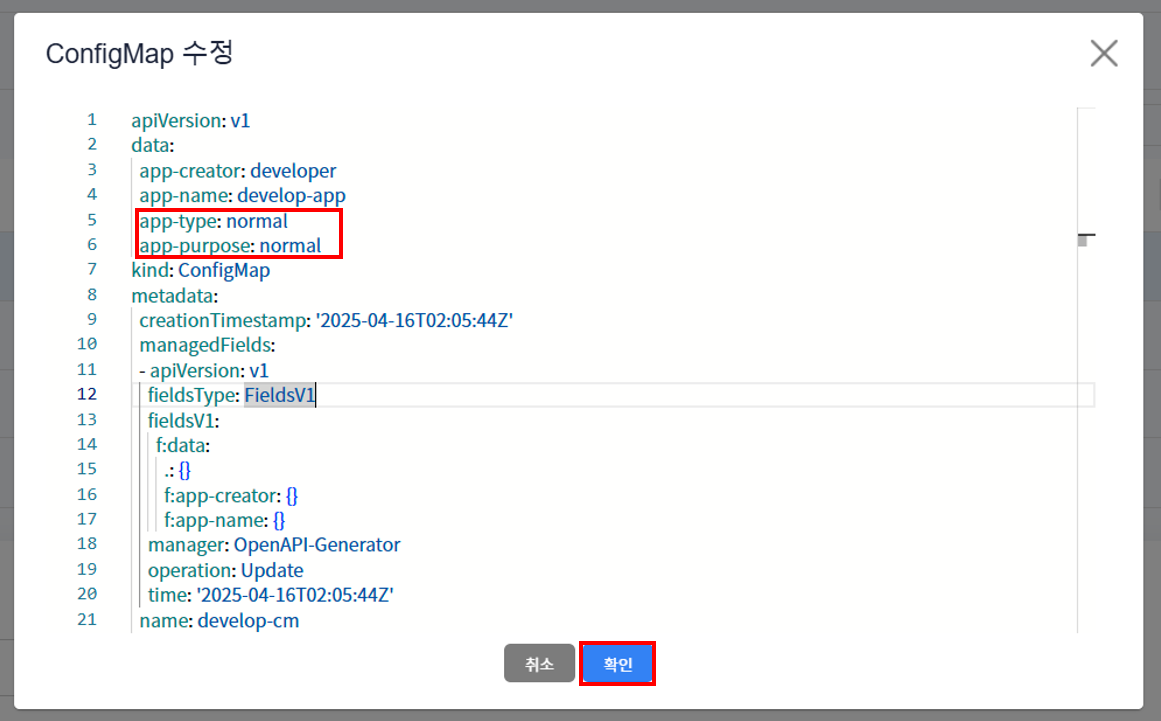 ConfigMap 수정
1 apiVersion: v1
2 data:
3 app-creator: developer
4 app-name: develop-app
5 app-type: normal
6 app-purpose: normal
7 kind: ConfigMap
8 metadata:
9 creationTimestamp: '2025-04-16T02:05:44Z'
10 managedFields:
11 - apiVersion: v1
12 fieldsType: FieldsV1
13 fieldsV1:
14 f:data:
15 .: {}
16 f:app-creator: {}
17 f:app-name: {}
18 manager: OpenAPI-Generator
19 operation: Update
20 time: '2025-04-16T02:05:44Z'
21 name: develop-cm
취소 확인